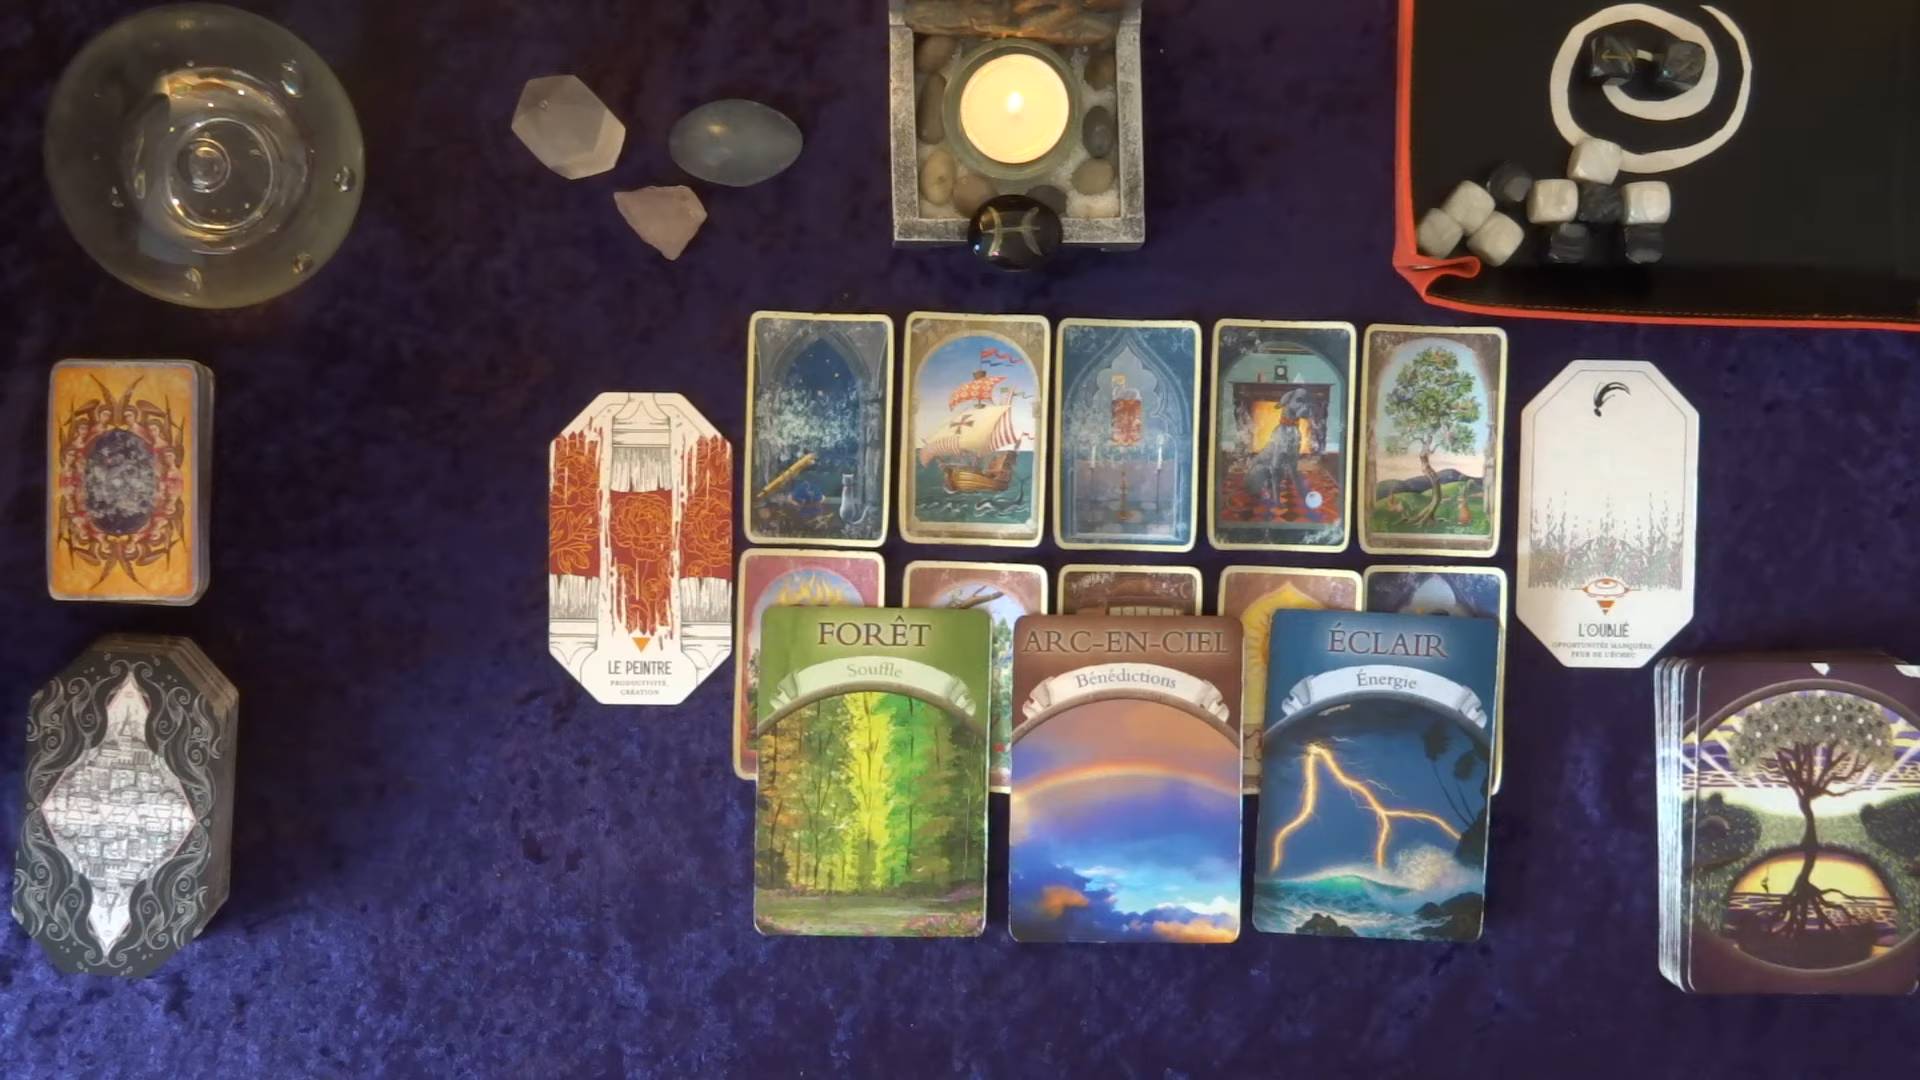 LE PEINTRE
PRODUCTIVITÉ,
CRÉATION
FORÊT
Souffle
ARC-EN-CIEL
Bénédictions
ÉCLAIR
Énergie
L'OUBLIÉ
OPPORTUNITÉS MANQUÉES,
PEUR DE L'ÉCHEC